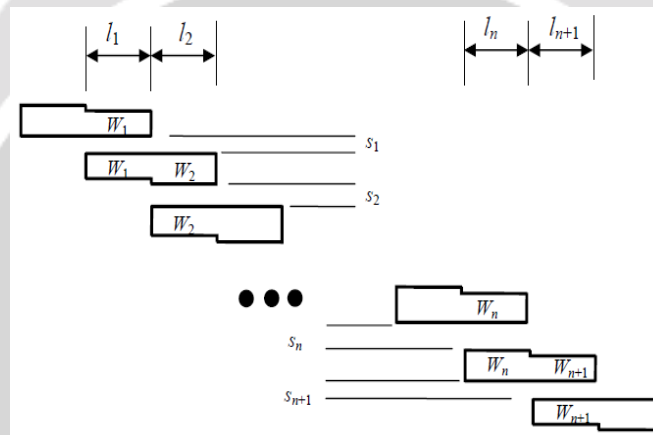 l₁ l₂ lₙ lₙ₊₁
W₁
s₁
W₁ W₂
s₂
W₂
Wₙ
sₙ
Wₙ Wₙ₊₁
sₙ₊₁
Wₙ₊₁